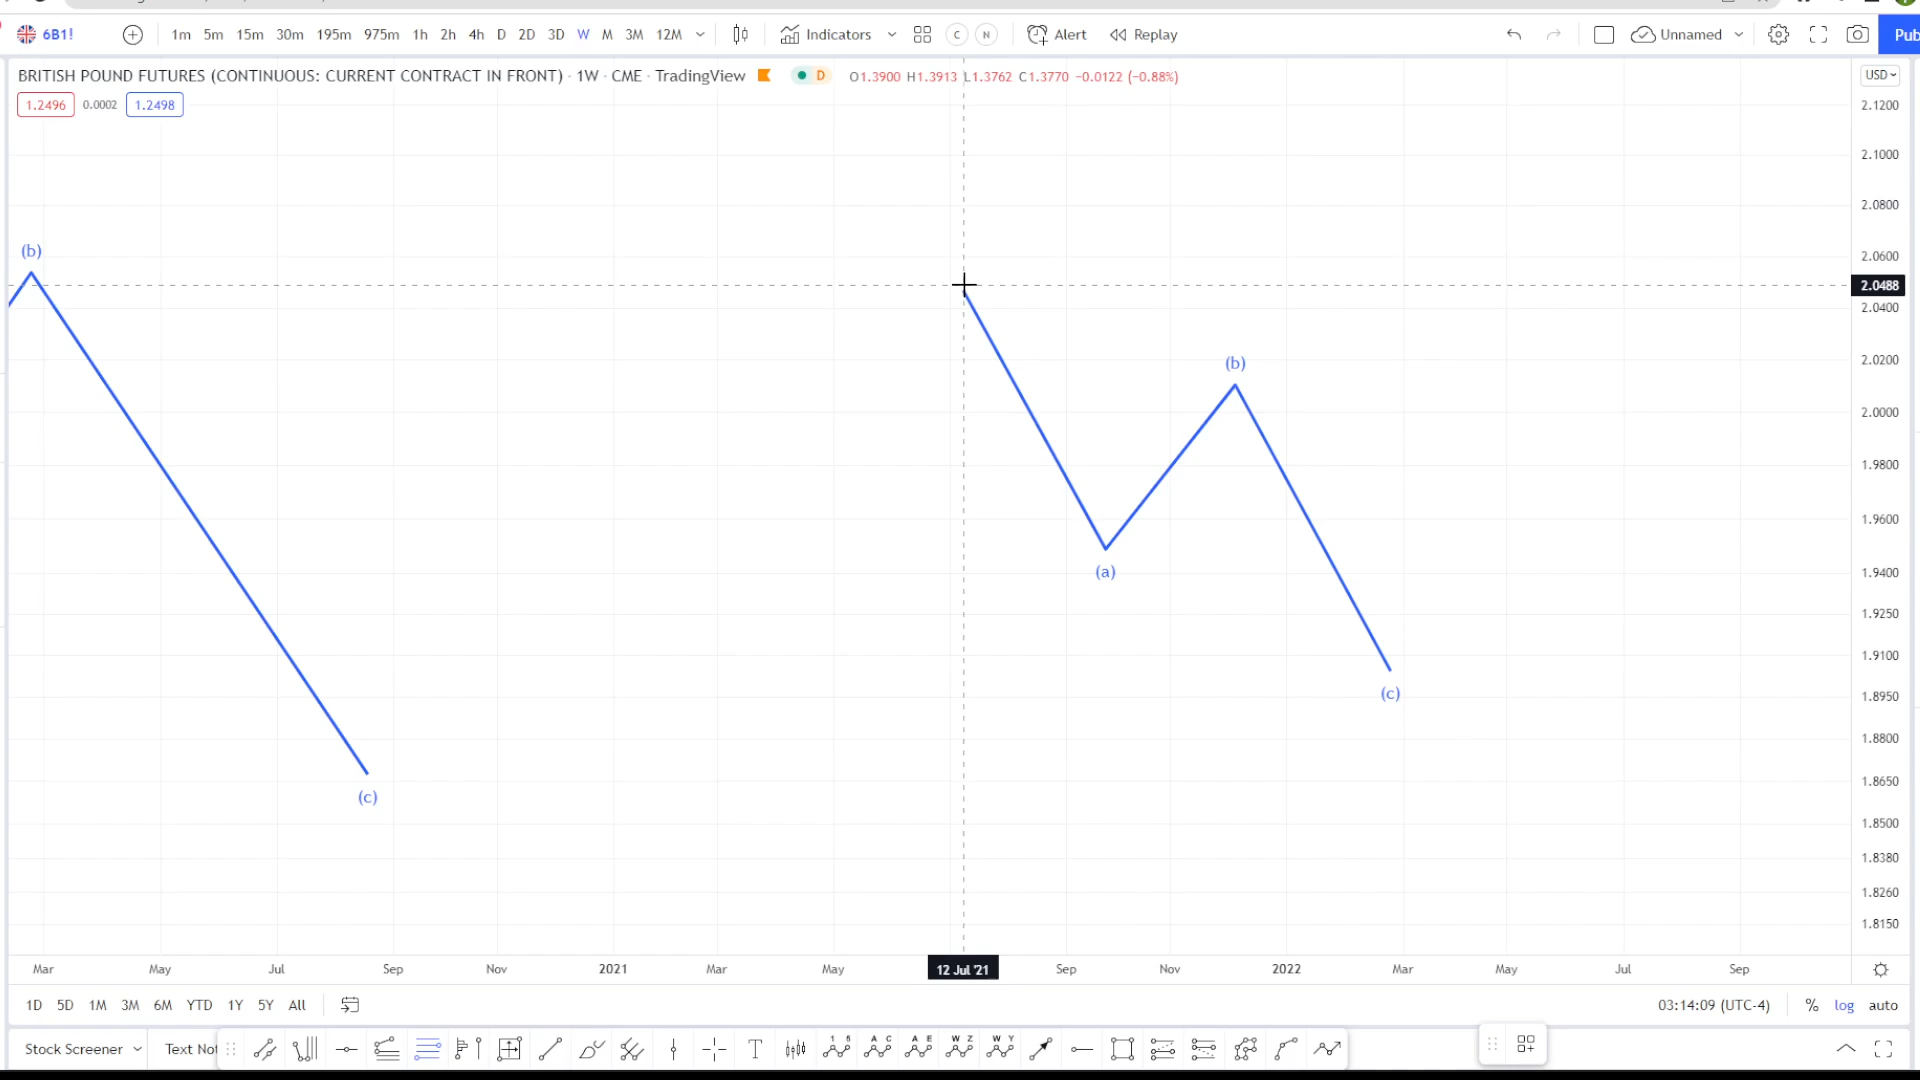 6B1! 1m 5m 15m 30m 195m 975m 1h 2h 4h D 2D 3D W M 3M 12M Indicators C N Alert Replay Unnamed Pub
BRITISH POUND FUTURES (CONTINUOUS: CURRENT CONTRACT IN FRONT) · 1W · CME · TradingView D O1.3900 H1.3913 L1.3762 C1.3770 −0.0122 (−0.88%) USD
1.2496 0.0002 1.2498
2.1200
2.1000
2.0800
(b)
2.0600
2.0488
2.0400
2.0200
(b)
2.0000
1.9800
1.9600
(a)
1.9400
1.9250
1.9100
(c)
1.8950
1.8800
1.8650
(c)
1.8500
1.8380
1.8260
1.8150
Mar May Jul Sep Nov 2021 Mar May 12 Jul '21 Sep Nov 2022 Mar May Jul Sep
1D 5D 1M 3M 6M YTD 1Y 5Y All 03:14:09 (UTC-4) % log auto
Stock Screener Text Not T 1 5 A C A E W Z W Y